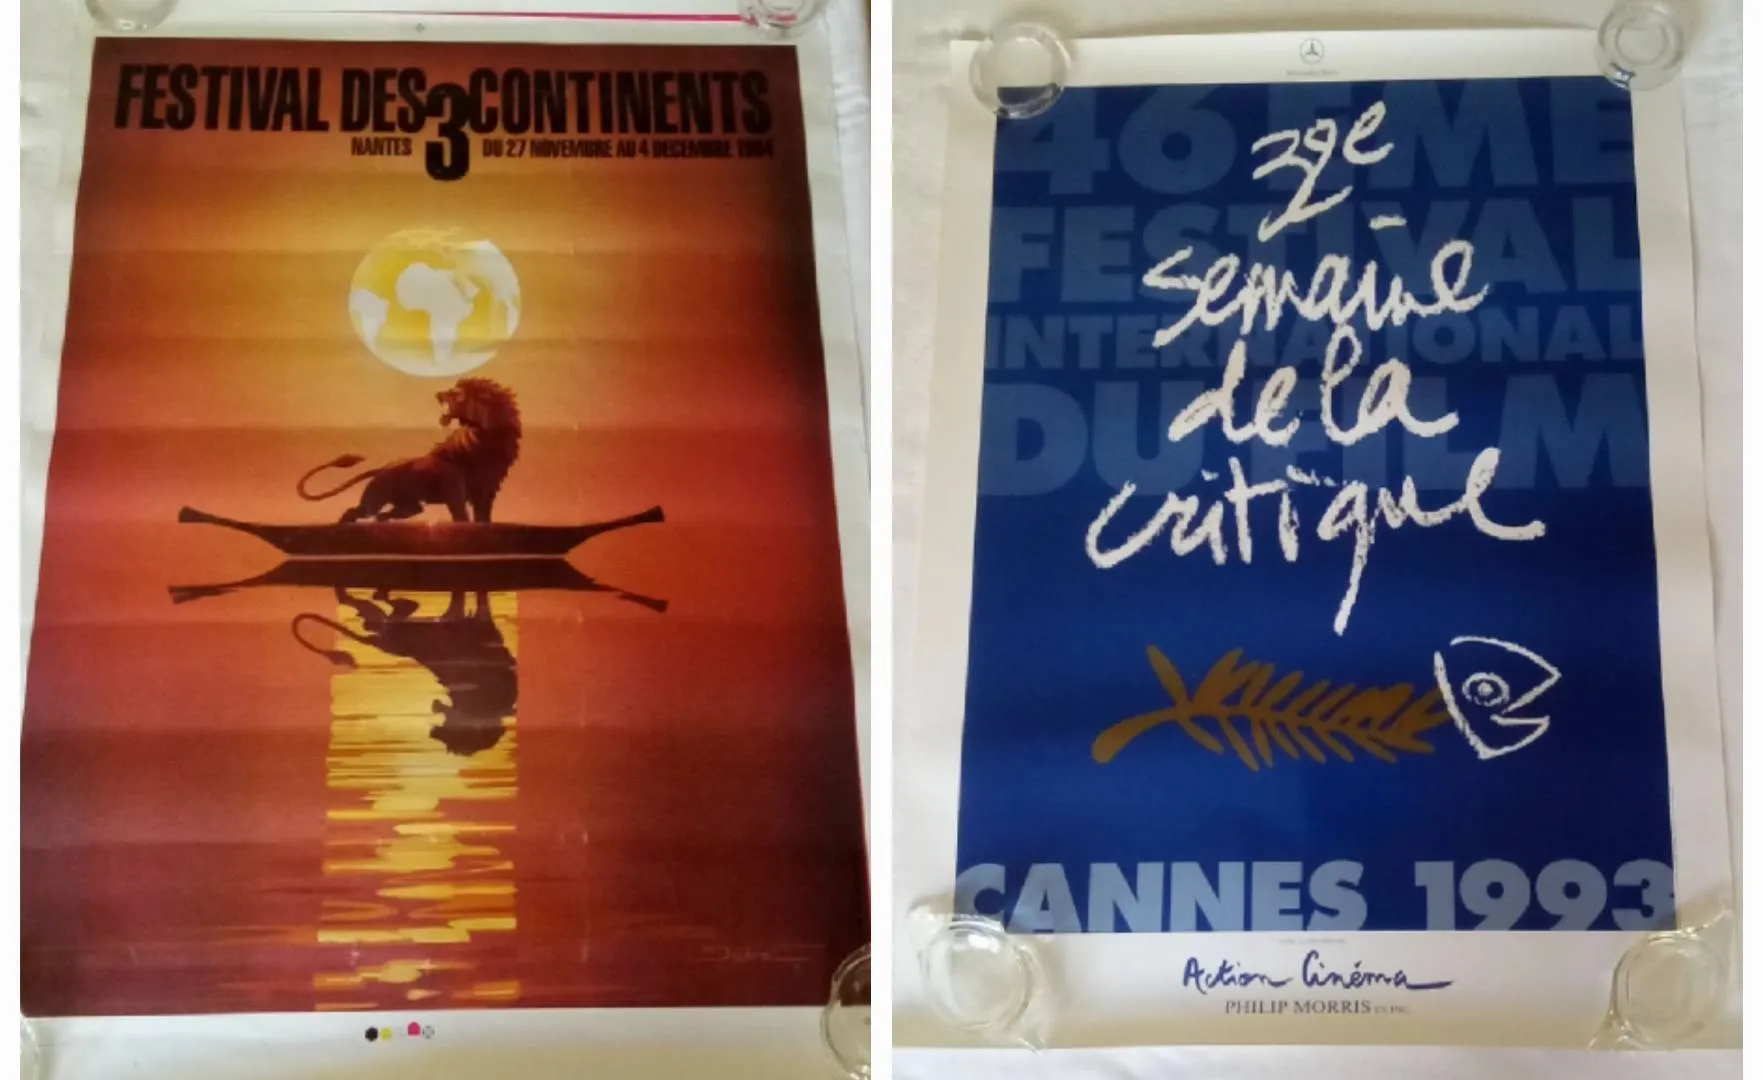 FESTIVAL DES 3 CONTINENTS
NANTES DU 27 NOVEMBRE AU 4 DECEMBRE 1984
46EME
FESTIVAL
INTERNATIONAL
DU FILM
32e
semaine
de la
critique
CANNES 1993
Action Cinéma
PHILIP MORRIS